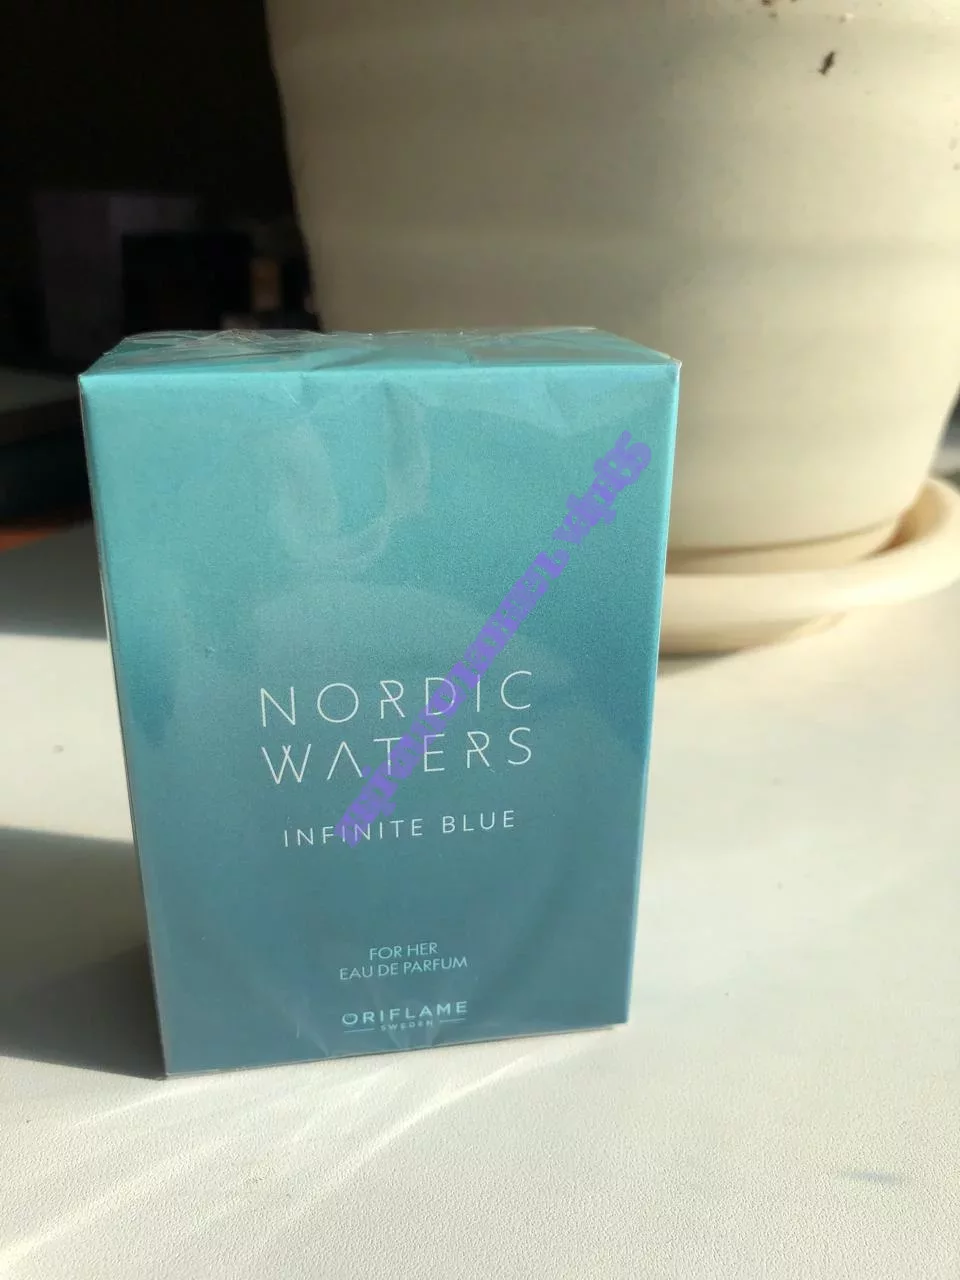 NORDIC
WATERS
INFINITE BLUE
FOR HER
EAU DE PARFUM
ORIFLAME
SWEDEN